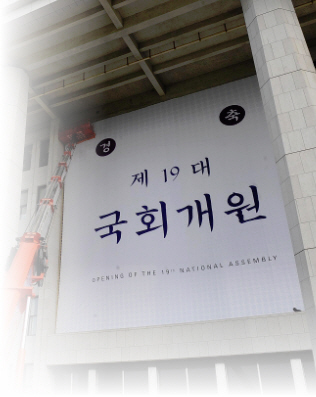 경 축
제 19 대
국회개원
OPENING OF THE 19TH NATIONAL ASSEMBLY